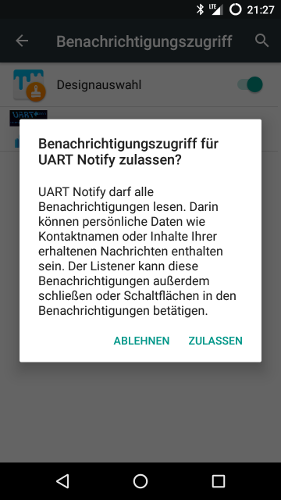 LTE 21:27
Benachrichtigungszugriff
Designauswahl
UART
Benachrichtigungszugriff für
UART Notify zulassen?
UART Notify darf alle
Benachrichtigungen lesen. Darin
können persönliche Daten wie
Kontaktnamen oder Inhalte Ihrer
erhaltenen Nachrichten enthalten
sein. Der Listener kann diese
Benachrichtigungen außerdem
schließen oder Schaltflächen in den
Benachrichtigungen betätigen.
ABLEHNEN ZULASSEN